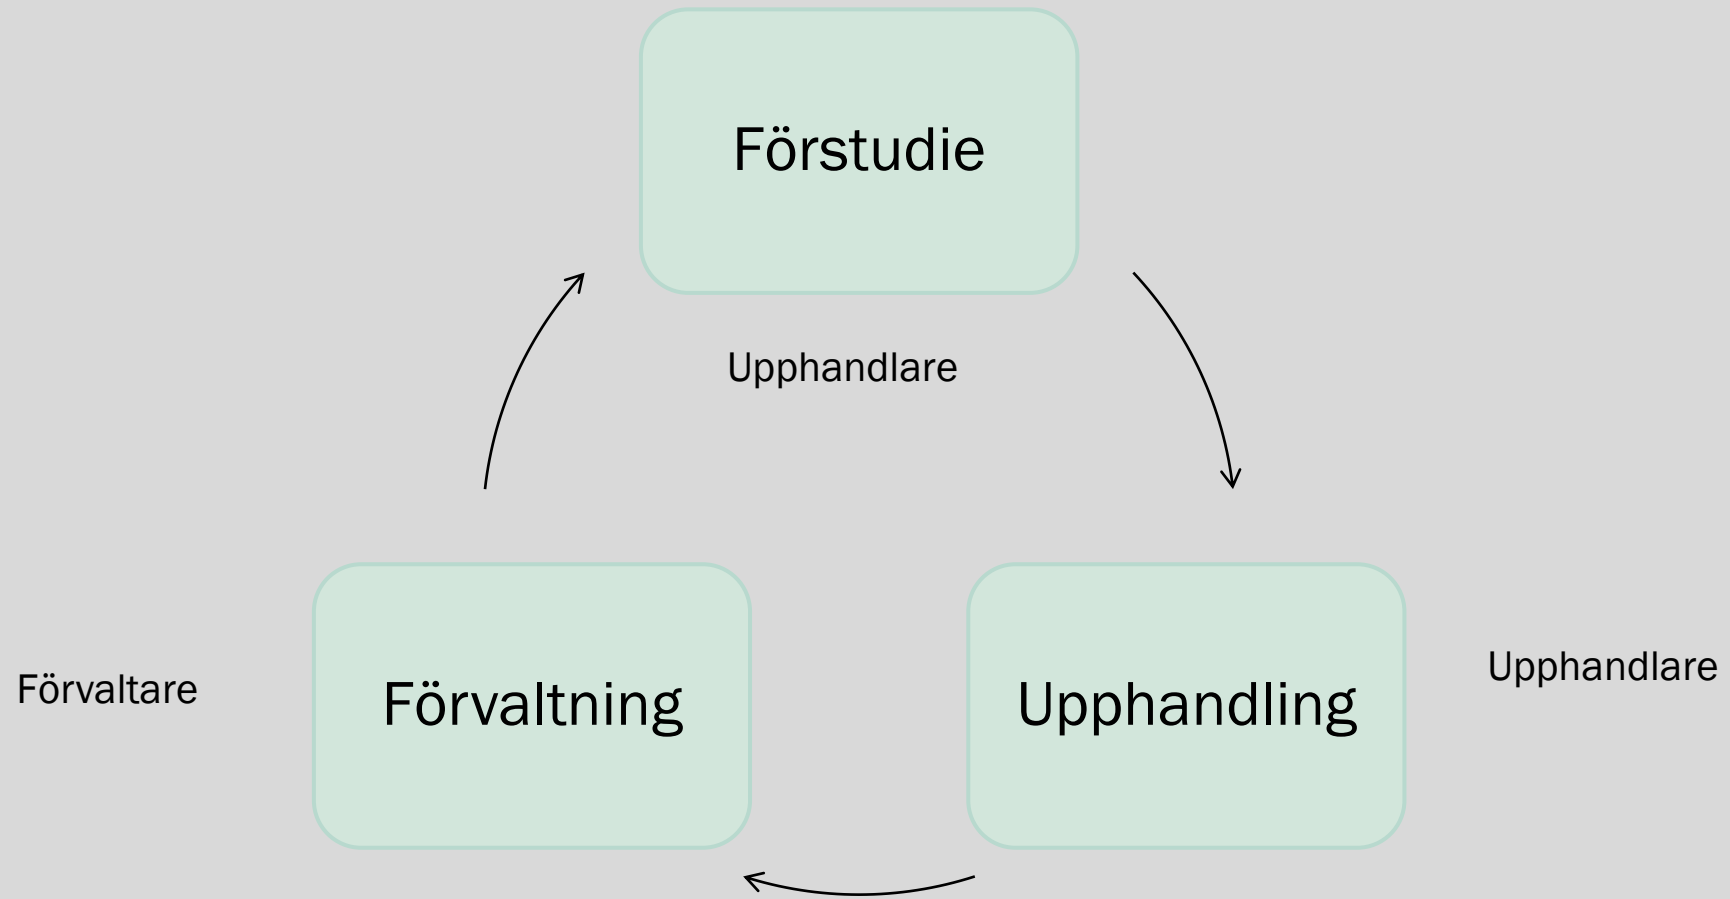 Förstudie
Upphandlare
Förvaltare
Förvaltning
Upphandling
Upphandlare